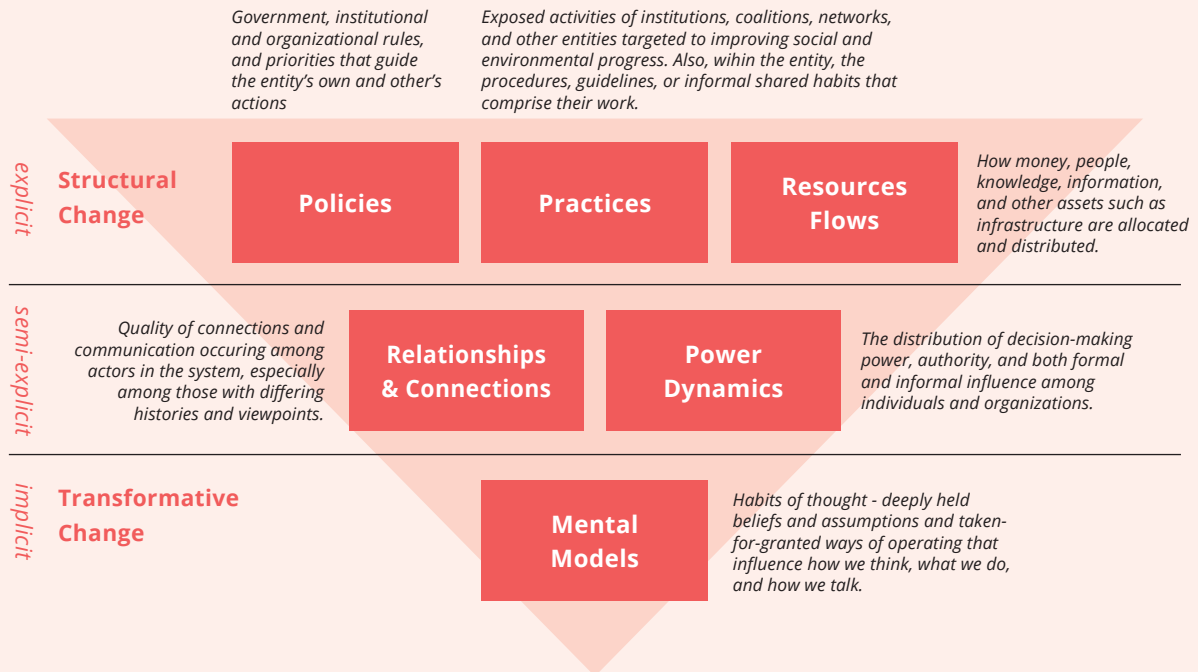 Government, institutional
and organizational rules,
and priorities that guide
the entity's own and other's
actions
Exposed activities of institutions, coalitions, networks,
and other entities targeted to improving social and
environmental progress. Also, wihin the entity, the
procedures, guidelines, or informal shared habits that
comprise their work.
explicit
Structural
Change
Policies
Practices
Resources
Flows
How money, people,
knowledge, information,
and other assets such as
infrastructure are allocated
and distributed.
semi-explicit
Quality of connections and
communication occuring among
actors in the system, especially
among those with differing
histories and viewpoints.
Relationships
& Connections
Power
Dynamics
The distribution of decision-making
power, authority, and both formal
and informal influence among
individuals and organizations.
implicit
Transformative
Change
Mental
Models
Habits of thought - deeply held
beliefs and assumptions and taken-
for-granted ways of operating that
influence how we think, what we do,
and how we talk.